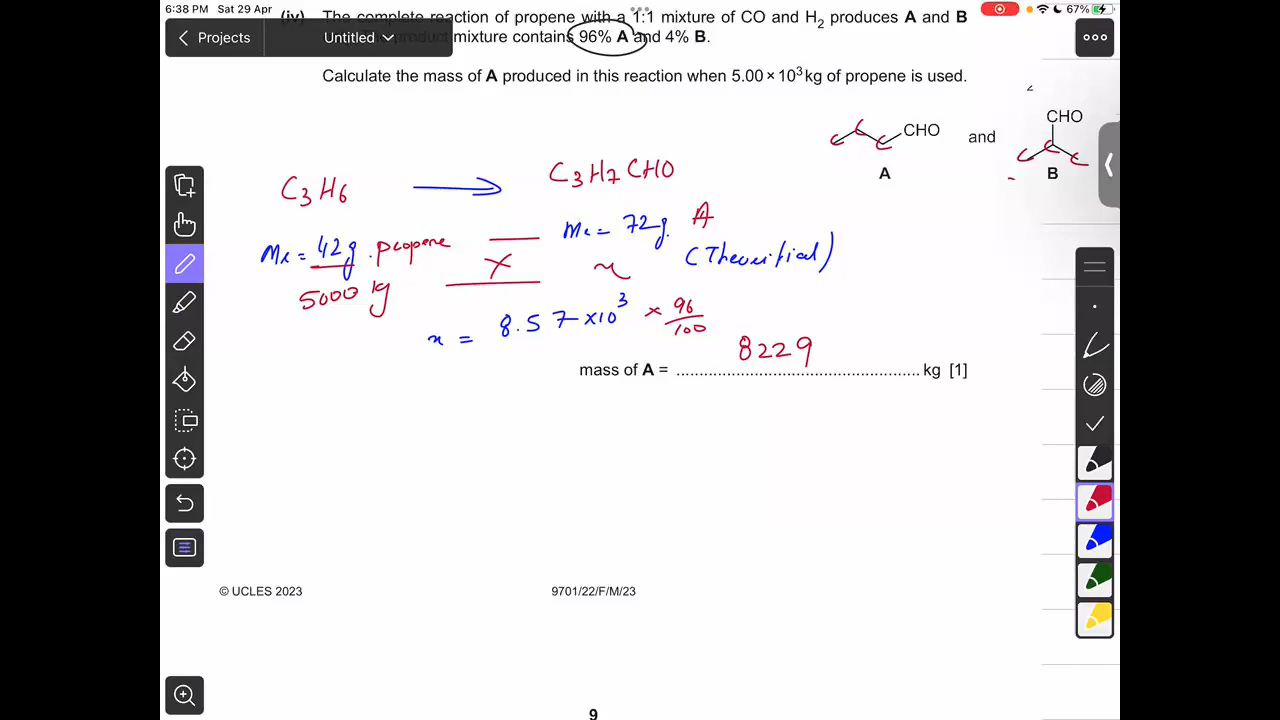 6:38 PM Sat 29 Apr
67%
(iv) The complete reaction of propene with a 1:1 mixture of CO and H2 produces A and B
Projects
Untitled
mixture contains 96% A and 4% B.
Calculate the mass of A produced in this reaction when 5.00 × 10³ kg of propene is used.
CHO
and
CHO
A
B
C3H6
C3H7CHO
Mr = 42g. propene
Mr = 72g. A
(Theoritical)
5000 kg
x
x = 8.57 ×10³ × 96/100
8229
mass of A = ................................................ kg [1]
© UCLES 2023
9701/22/F/M/23
9